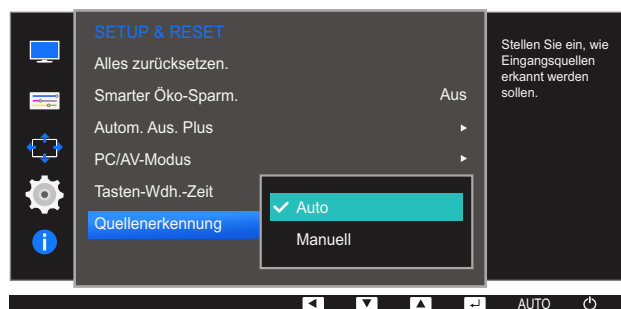 SETUP & RESET
Alles zurücksetzen.
Smarter Öko-Sparm. Aus
Autom. Aus. Plus
PC/AV-Modus
Tasten-Wdh.-Zeit
Quellenerkennung
Auto
Manuell
Stellen Sie ein, wie
Eingangsquellen
erkannt werden
sollen.
AUTO